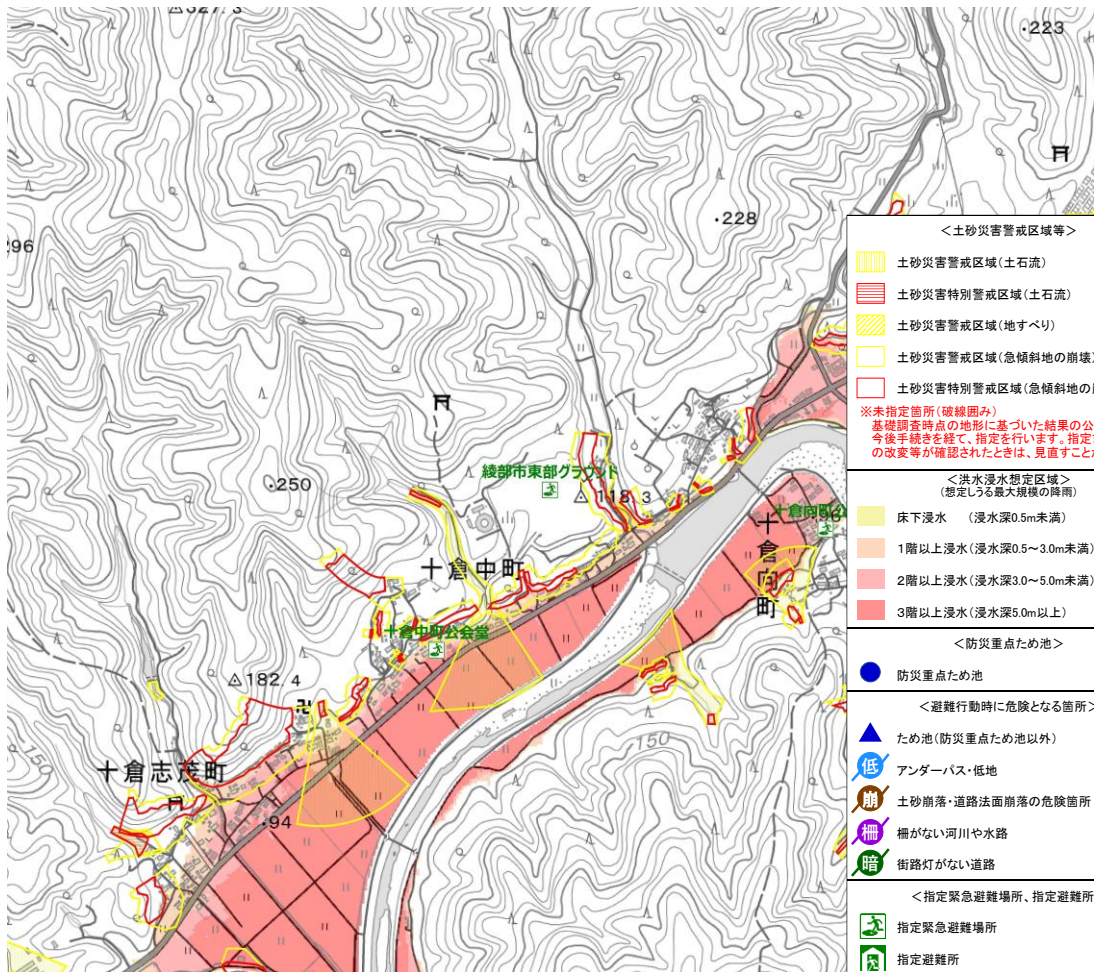 327.3
・223
・228
296
・250
綾部市東部グラウンド
118.3
十倉向町公
・96
十倉向町
十倉中町
十倉中町公会堂
182.4
150
150
十倉志茂町
・94
＜土砂災害警戒区域等＞
土砂災害警戒区域（土石流）
土砂災害特別警戒区域（土石流）
土砂災害警戒区域（地すべり）
土砂災害警戒区域（急傾斜地の崩壊）
土砂災害特別警戒区域（急傾斜地の
※未指定箇所（破線囲み）
基礎調査時点の地形に基づいた結果の公
今後手続きを経て、指定を行います。指定
の改変等が確認されたときは、見直すこと
＜洪水浸水想定区域＞
（想定しうる最大規模の降雨）
床下浸水　（浸水深0.5m未満）
1階以上浸水（浸水深0.5～3.0m未満）
2階以上浸水（浸水深3.0～5.0m未満）
3階以上浸水（浸水深5.0m以上）
＜防災重点ため池＞
防災重点ため池
＜避難行動時に危険となる箇所＞
ため池（防災重点ため池以外）
低 アンダーパス・低地
崩 土砂崩落・道路法面崩落の危険箇所
柵 柵がない河川や水路
暗 街路灯がない道路
＜指定緊急避難場所、指定避難所
指定緊急避難場所
指定避難所